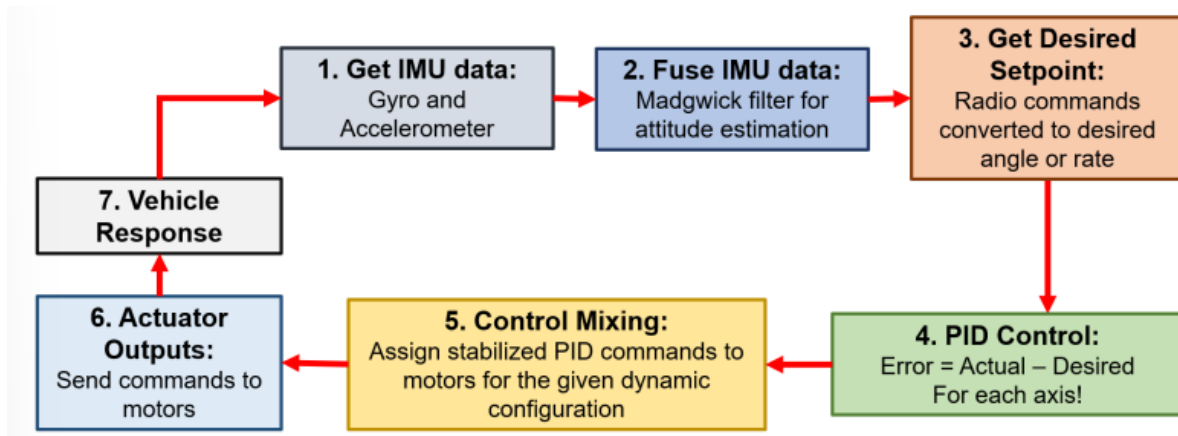 1. Get IMU data:
Gyro and
Accelerometer
2. Fuse IMU data:
Madgwick filter for
attitude estimation
3. Get Desired
Setpoint:
Radio commands
converted to desired
angle or rate
4. PID Control:
Error = Actual – Desired
For each axis!
5. Control Mixing:
Assign stabilized PID commands to
motors for the given dynamic
configuration
6. Actuator
Outputs:
Send commands to
motors
7. Vehicle
Response